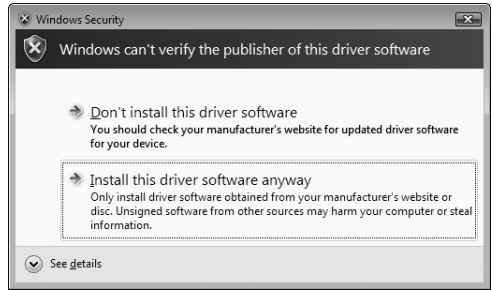 Windows Security
Windows can't verify the publisher of this driver software
Don't install this driver software
You should check your manufacturer's website for updated driver software
for your device.
Install this driver software anyway
Only install driver software obtained from your manufacturer's website or
disc. Unsigned software from other sources may harm your computer or steal
information.
See details